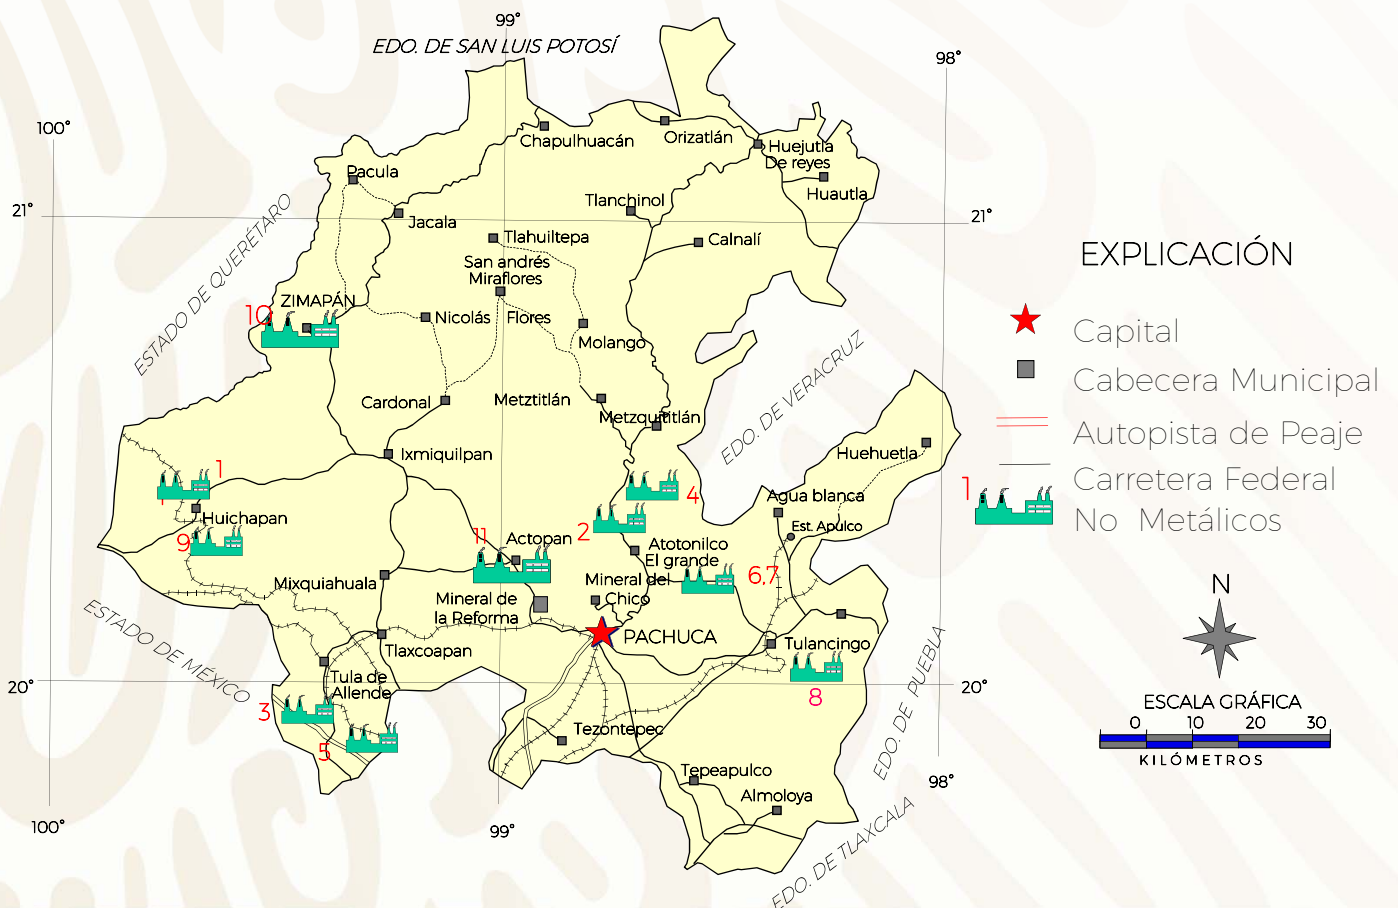 99°
EDO. DE SAN LUIS POTOSÍ
98°
100°
Chapulhuacán
Orizatlán
Huejutla
De reyes
Pacula
Huautla
Tlanchinol
21°
Jacala
21°
ESTADO DE QUERÉTARO
Tlahuiltepa
Calnalí
San andrés
Miraflores
EXPLICACIÓN
ZIMAPÁN
10
Nicolás Flores
Capital
Molango
Cabecera Municipal
EDO. DE VERACRUZ
Cardonal
Metztitlán
Metzquititlán
Autopista de Peaje
Ixmiquilpan
Huehuetla
1
4
Carretera Federal
1
No Metálicos
Agua blanca
Huichapan
2
Est. Apulco
9
11
Actopan
Atotonilco
El grande
Mixquiahuala
Mineral del
Chico
6,7
N
Mineral de
la Reforma
ESTADO DE MÉXICO
PACHUCA
Tlaxcoapan
Tulancingo
EDO. DE PUEBLA
Tula de
Allende
20°
20°
8
3
ESCALA GRÁFICA
0 10 20 30
KILÓMETROS
5
Tezontepec
Tepeapulco
98°
Almoloya
100°
99°
EDO. DE TLAXCALA